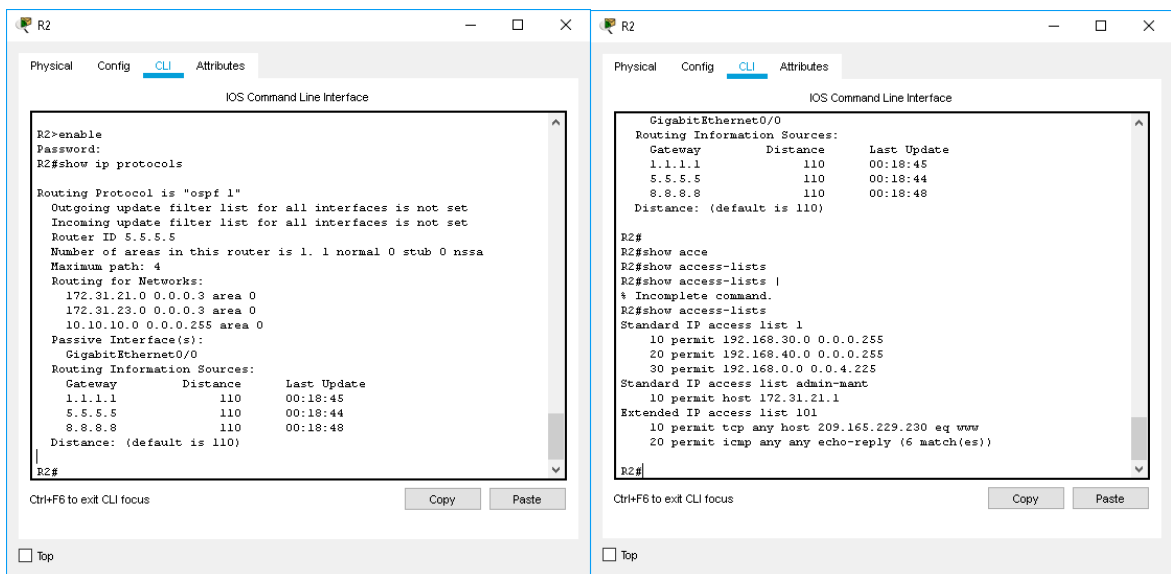 R2
Physical Config CLI Attributes
IOS Command Line Interface
R2>enable
Password:
R2#show ip protocols
Routing Protocol is "ospf 1"
Outgoing update filter list for all interfaces is not set
Incoming update filter list for all interfaces is not set
Router ID 5.5.5.5
Number of areas in this router is 1. 1 normal 0 stub 0 nssa
Maximum path: 4
Routing for Networks:
172.31.21.0 0.0.0.3 area 0
172.31.23.0 0.0.0.3 area 0
10.10.10.0 0.0.0.255 area 0
Passive Interface(s):
GigabitEthernet0/0
Routing Information Sources:
Gateway Distance Last Update
1.1.1.1 110 00:18:45
5.5.5.5 110 00:18:44
8.8.8.8 110 00:18:48
Distance: (default is 110)
R2#
Ctrl+F6 to exit CLI focus
Copy Paste
Top
R2
Physical Config CLI Attributes
IOS Command Line Interface
GigabitEthernet0/0
Routing Information Sources:
Gateway Distance Last Update
1.1.1.1 110 00:18:45
5.5.5.5 110 00:18:44
8.8.8.8 110 00:18:48
Distance: (default is 110)
R2#
R2#show acce
R2#show access-lists
R2#show access-lists |
% Incomplete command.
R2#show access-lists
Standard IP access list 1
10 permit 192.168.30.0 0.0.0.255
20 permit 192.168.40.0 0.0.0.255
30 permit 192.168.0.0 0.0.4.225
Standard IP access list admin-mant
10 permit host 172.31.21.1
Extended IP access list 101
10 permit tcp any host 209.165.229.230 eq www
20 permit icmp any any echo-reply (6 match(es))
R2#
Ctrl+F6 to exit CLI focus
Copy Paste
Top